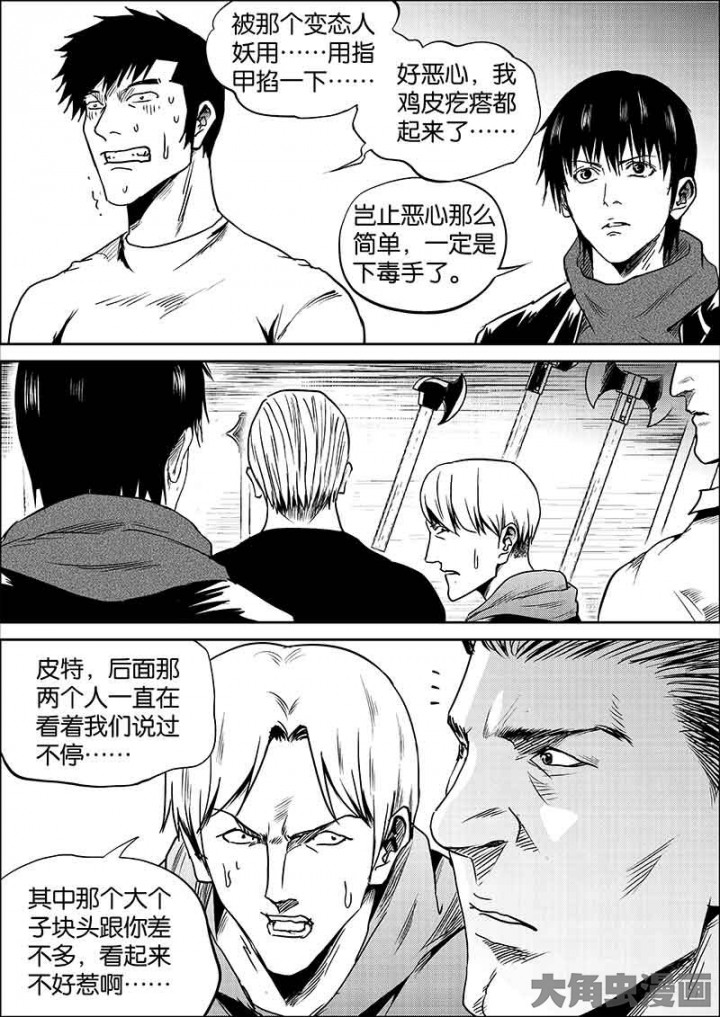 被那个变态人
妖用……用指
甲掐一下……
好恶心，我
鸡皮疙瘩都
起来了……
岂止恶心那么
简单，一定是
下毒手了。
皮特，后面那
两个人一直在
看着我们说过
不停……
其中那个大个
子块头跟你差
不多，看起来
不好惹啊……
大角虫漫画